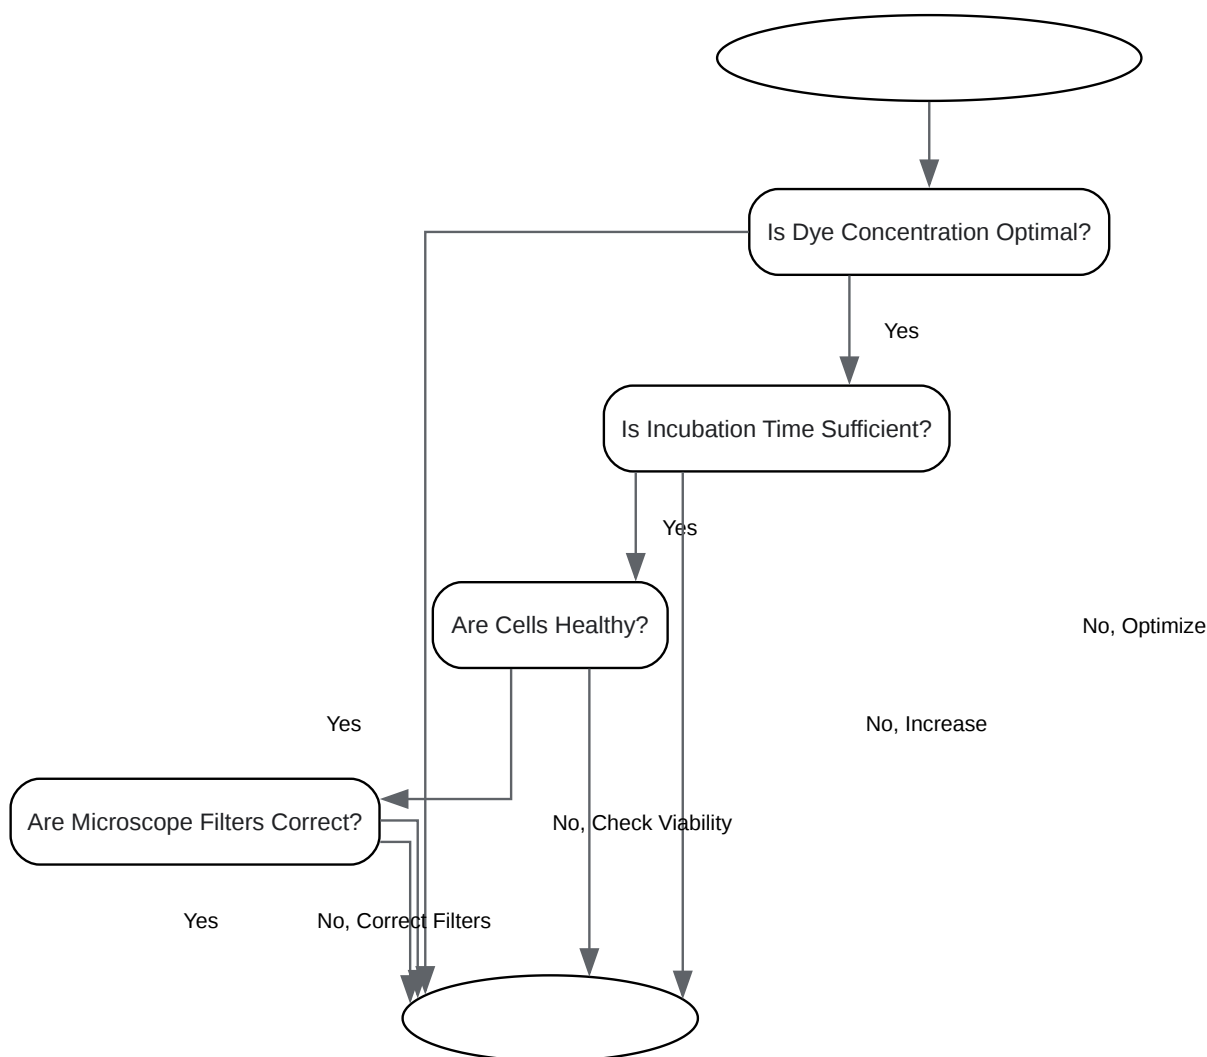 Is Dye Concentration Optimal?
Yes
Is Incubation Time Sufficient?
Yes
Are Cells Healthy?
No, Optimize
Yes
No, Increase
Are Microscope Filters Correct?
No, Check Viability
Yes
No, Correct Filters